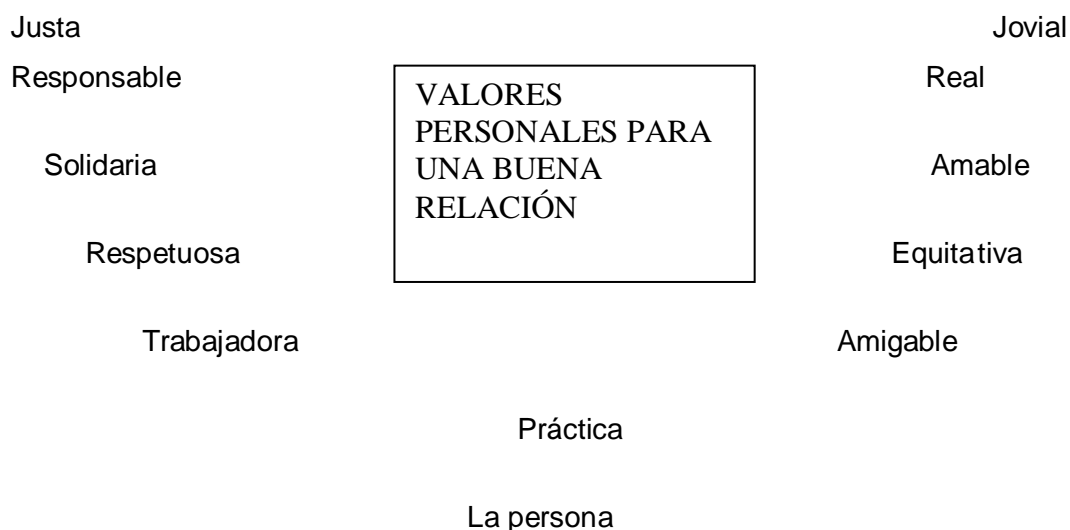 Justa Jovial
Responsable Real
VALORES
PERSONALES PARA
UNA BUENA
RELACIÓN
Solidaria Amable
Respetuosa Equitativa
Trabajadora Amigable
Práctica
La persona